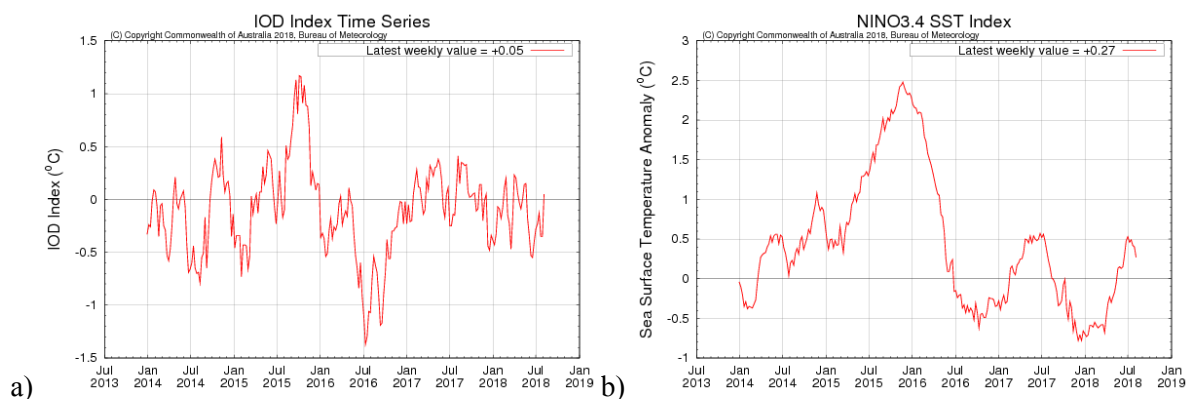 IOD Index Time Series
(C) Copyright Commonwealth of Australia 2018, Bureau of Meteorology
Latest weekly value = +0.05
IOD Index (⁰C)
1.5
1
0.5
0
-0.5
-1
-1.5
Jul Jan Jul Jan Jul Jan Jul Jan Jul Jan Jul Jan
2013 2014 2014 2015 2015 2016 2016 2017 2017 2018 2018 2019
a)
NINO3.4 SST Index
(C) Copyright Commonwealth of Australia 2018, Bureau of Meteorology
Latest weekly value = +0.27
Sea Surface Temperature Anomaly (⁰C)
3
2.5
2
1.5
1
0.5
0
-0.5
-1
Jul Jan Jul Jan Jul Jan Jul Jan Jul Jan Jul Jan
2013 2014 2014 2015 2015 2016 2016 2017 2017 2018 2018 2019
b)